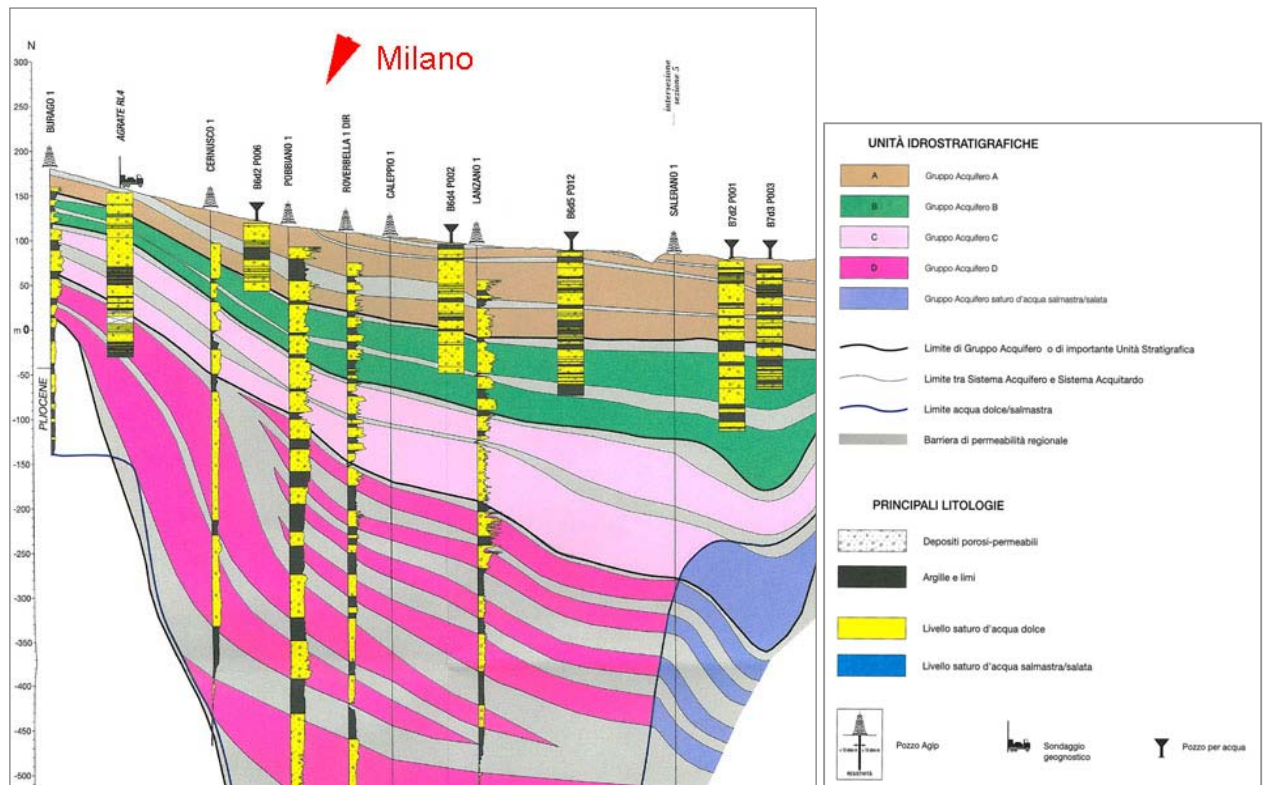 Milano
N
300
250
200
150
100
50
m 0
-50
-100
-150
-200
-250
-300
-350
-400
-450
-500
PLIOCENE
BURAGO 1
AGRATE RL4
CERNUSCO 1
B6d2 P006
POBBIANO 1
ROVERBELLA 1 DIR
CALEPPIO 1
B6d4 P002
LANZANO 1
B6d5 P012
intersezione
sezione 5
SALERANO 1
B7d2 P001
B7d3 P003
UNITÀ IDROSTRATIGRAFICHE
A Gruppo Acquifero A
B Gruppo Acquifero B
C Gruppo Acquifero C
D Gruppo Acquifero D
Gruppo Acquifero saturo d'acqua salmastra/salata
Limite di Gruppo Acquifero o di importante Unità Stratigrafica
Limite tra Sistema Acquifero e Sistema Acquitardo
Limite acqua dolce/salmastra
Barriera di permeabilità regionale
PRINCIPALI LITOLOGIE
Depositi porosi-permeabili
Argille e limi
Livello saturo d'acqua dolce
Livello saturo d'acqua salmastra/salata
Pozzo Agip
RESISTIVITÀ
Sondaggio
geognostico
Pozzo per acqua